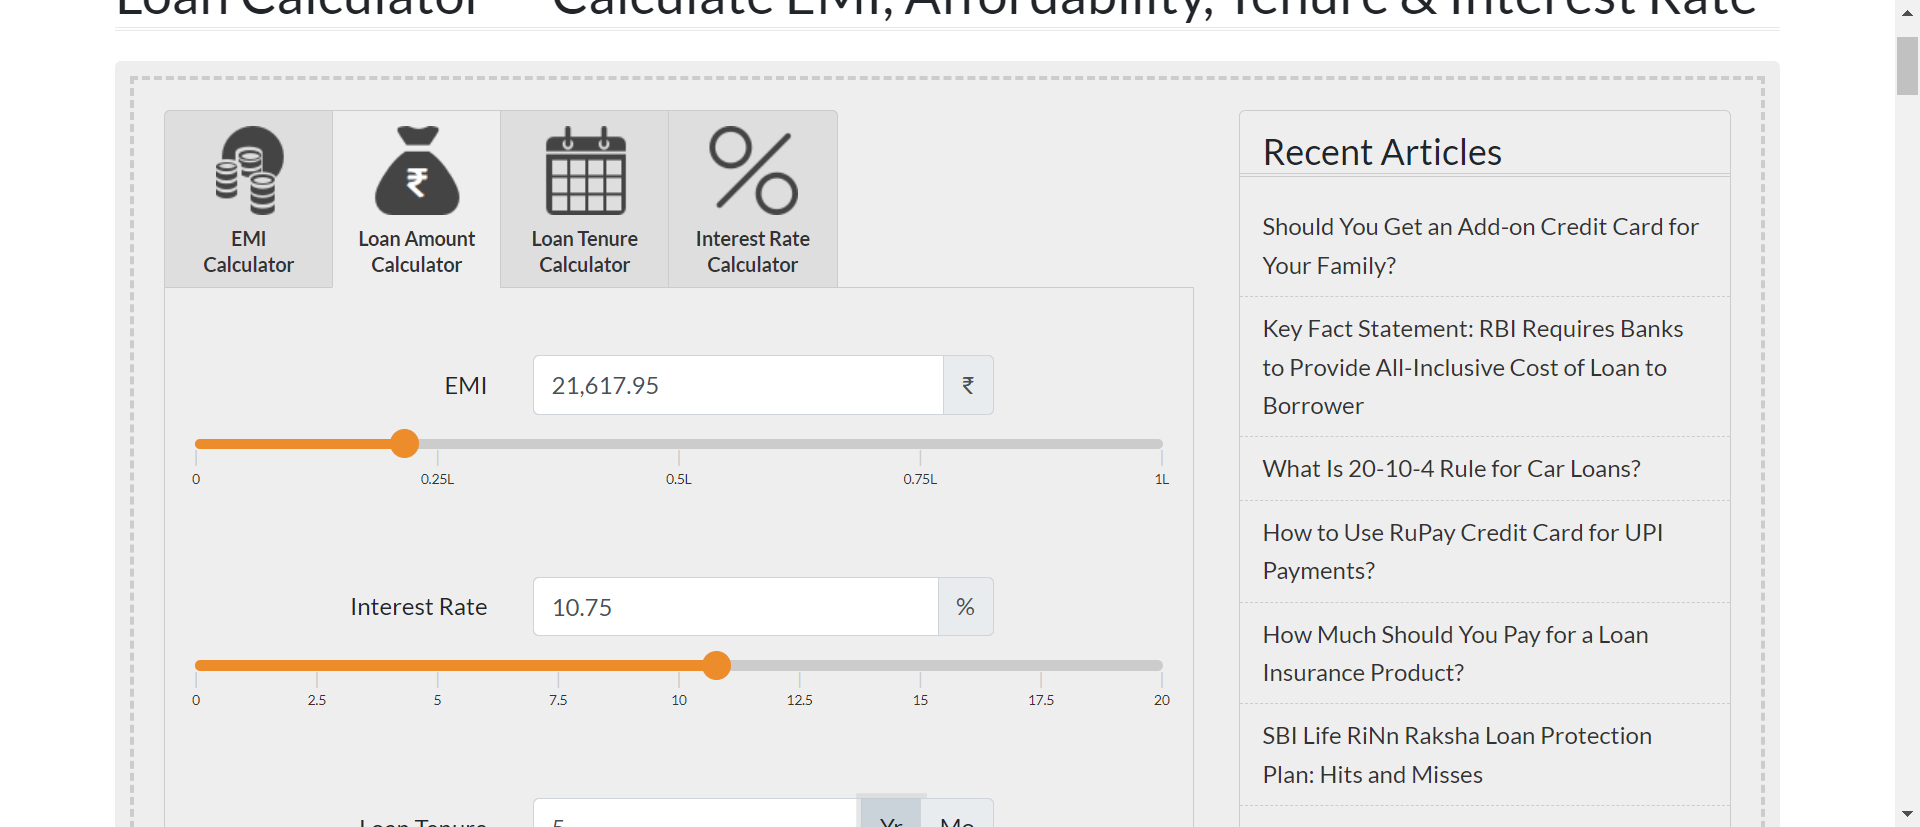 Loan Calculator — Calculate EMI, Affordability, Tenure & Interest Rate
EMI
Calculator
₹
Loan Amount
Calculator
Loan Tenure
Calculator
Interest Rate
Calculator
EMI
21,617.95
₹
0
0.25L
0.5L
0.75L
1L
Interest Rate
10.75
%
0
2.5
5
7.5
10
12.5
15
17.5
20
Loan Tenure
5
Yr
Mo
Recent Articles
Should You Get an Add-on Credit Card for
Your Family?
Key Fact Statement: RBI Requires Banks
to Provide All-Inclusive Cost of Loan to
Borrower
What Is 20-10-4 Rule for Car Loans?
How to Use RuPay Credit Card for UPI
Payments?
How Much Should You Pay for a Loan
Insurance Product?
SBI Life RiNn Raksha Loan Protection
Plan: Hits and Misses